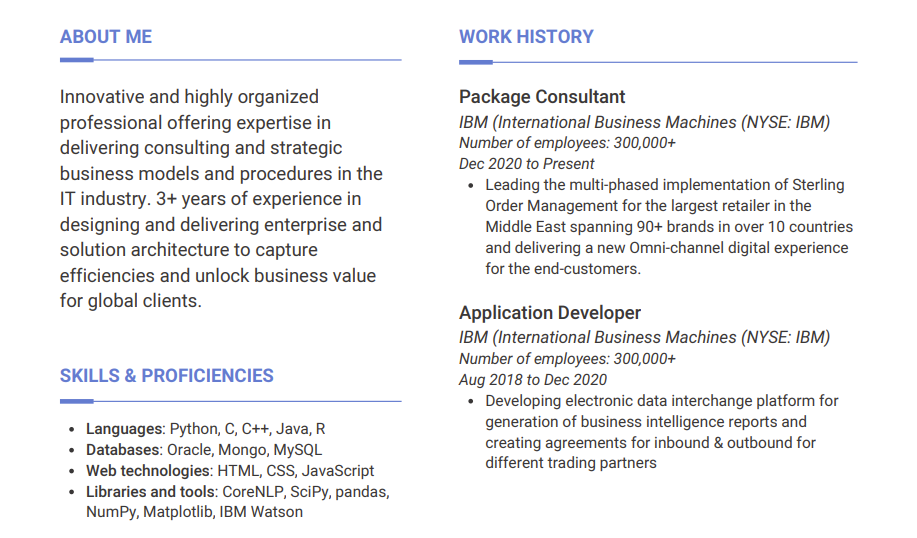 ABOUT ME
Innovative and highly organized
professional offering expertise in
delivering consulting and strategic
business models and procedures in the
IT industry. 3+ years of experience in
designing and delivering enterprise and
solution architecture to capture
efficiencies and unlock business value
for global clients.
SKILLS & PROFICIENCIES
• Languages: Python, C, C++, Java, R
• Databases: Oracle, Mongo, MySQL
• Web technologies: HTML, CSS, JavaScript
• Libraries and tools: CoreNLP, SciPy, pandas,
NumPy, Matplotlib, IBM Watson
WORK HISTORY
Package Consultant
IBM (International Business Machines (NYSE: IBM)
Number of employees: 300,000+
Dec 2020 to Present
• Leading the multi-phased implementation of Sterling
Order Management for the largest retailer in the
Middle East spanning 90+ brands in over 10 countries
and delivering a new Omni-channel digital experience
for the end-customers.
Application Developer
IBM (International Business Machines (NYSE: IBM)
Number of employees: 300,000+
Aug 2018 to Dec 2020
• Developing electronic data interchange platform for
generation of business intelligence reports and
creating agreements for inbound & outbound for
different trading partners